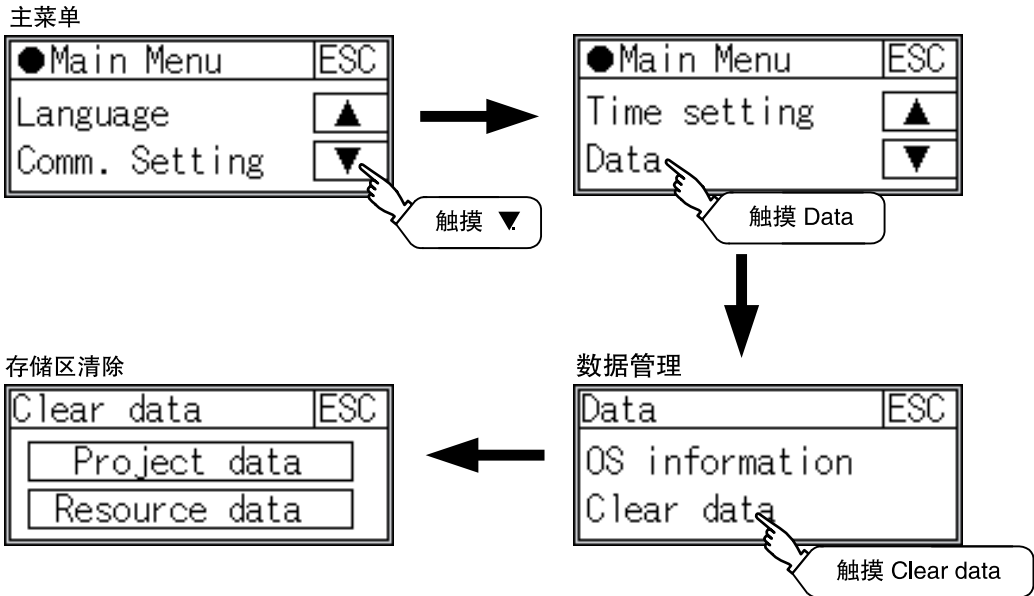 主菜单
●Main Menu ESC
Language ▲
Comm. Setting ▼
触摸 ▼
●Main Menu ESC
Time setting ▲
Data ▼
触摸 Data
数据管理
Data ESC
OS information
Clear data
触摸 Clear data
存储区清除
Clear data ESC
Project data
Resource data